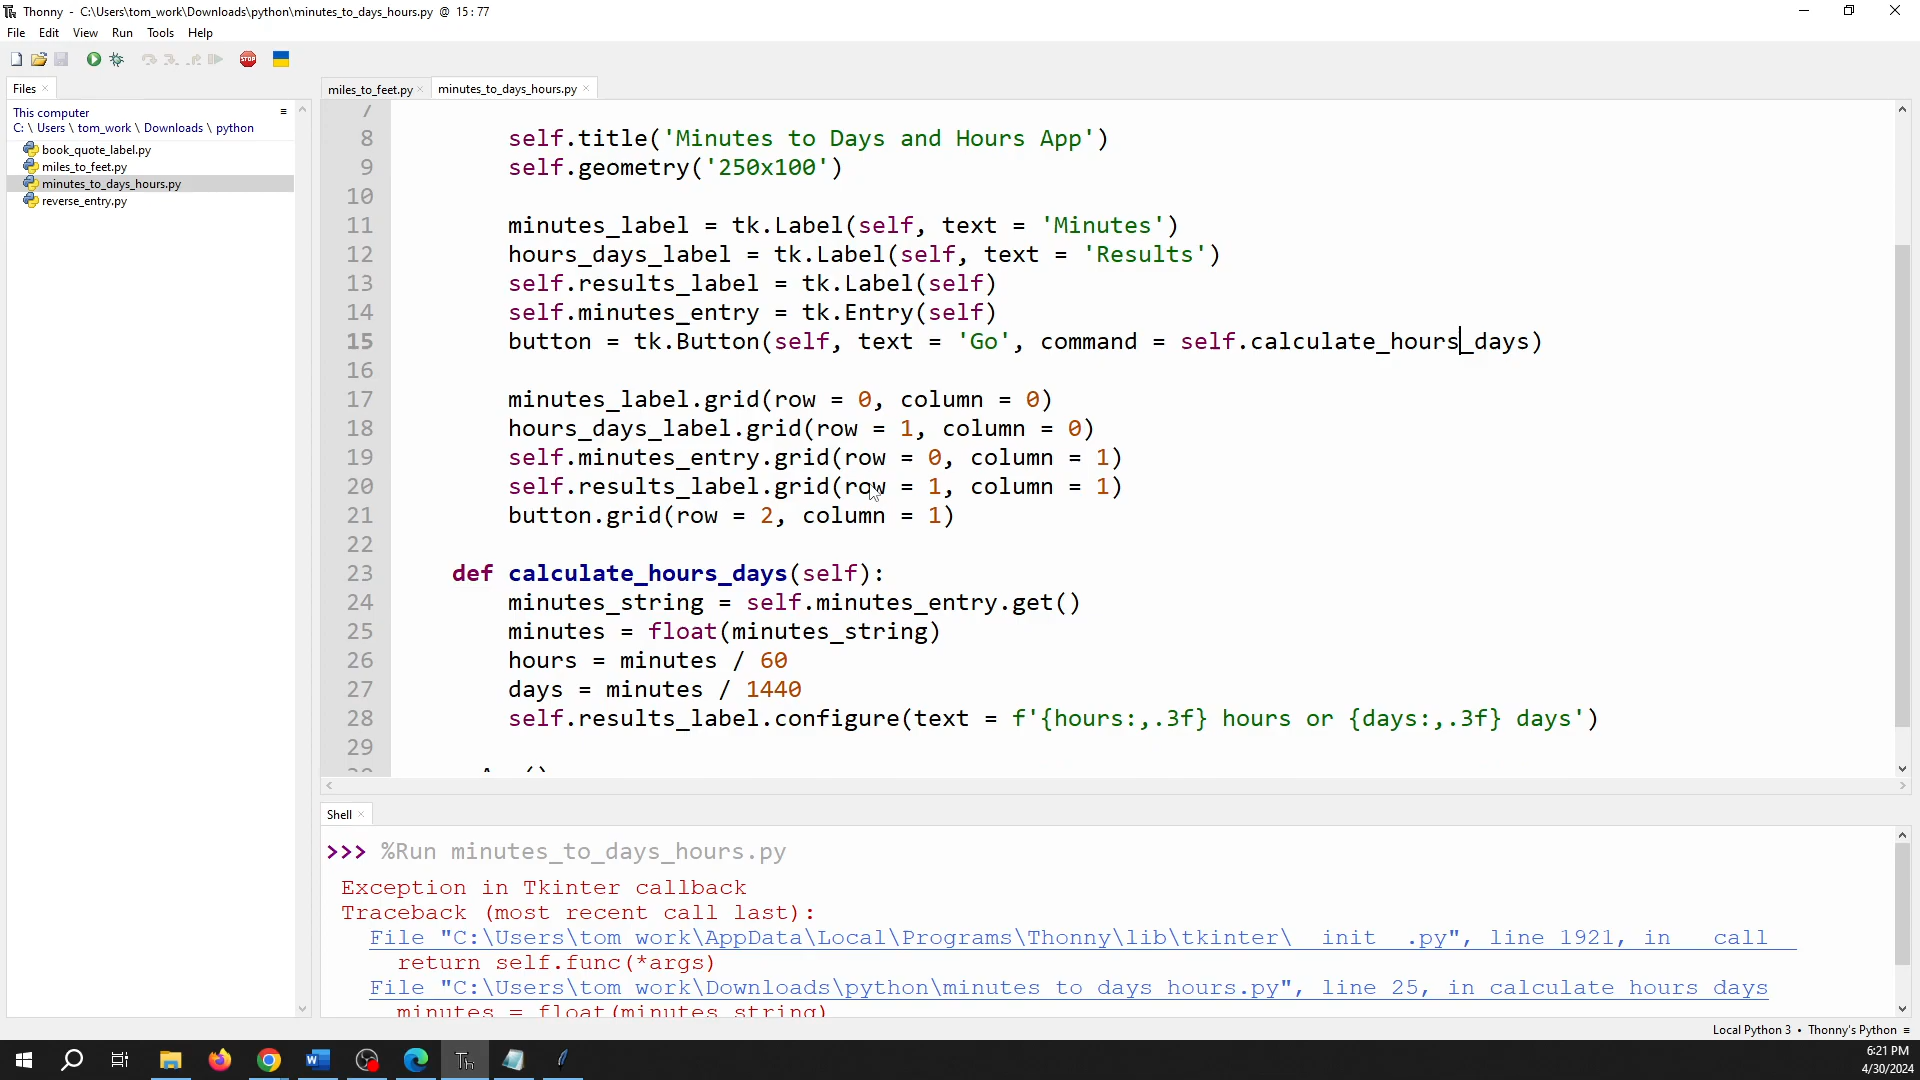 Thonny - C:\Users\tom_work\Downloads\python\minutes_to_days_hours.py @ 15 : 77
File Edit View Run Tools Help
STOP
Files
This computer
C: \ Users \ tom_work \ Downloads \ python
book_quote_label.py
miles_to_feet.py
minutes_to_days_hours.py
reverse_entry.py
miles_to_feet.py minutes_to_days_hours.py
7
8 self.title('Minutes to Days and Hours App')
9 self.geometry('250x100')
10
11 minutes_label = tk.Label(self, text = 'Minutes')
12 hours_days_label = tk.Label(self, text = 'Results')
13 self.results_label = tk.Label(self)
14 self.minutes_entry = tk.Entry(self)
15 button = tk.Button(self, text = 'Go', command = self.calculate_hours_days)
16
17 minutes_label.grid(row = 0, column = 0)
18 hours_days_label.grid(row = 1, column = 0)
19 self.minutes_entry.grid(row = 0, column = 1)
20 self.results_label.grid(row = 1, column = 1)
21 button.grid(row = 2, column = 1)
22
23 def calculate_hours_days(self):
24 minutes_string = self.minutes_entry.get()
25 minutes = float(minutes_string)
26 hours = minutes / 60
27 days = minutes / 1440
28 self.results_label.configure(text = f'{hours:,.3f} hours or {days:,.3f} days')
29
Shell
>>> %Run minutes_to_days_hours.py
Exception in Tkinter callback
Traceback (most recent call last):
File "C:\Users\tom work\AppData\Local\Programs\Thonny\lib\tkinter\ init .py", line 1921, in call
return self.func(*args)
File "C:\Users\tom work\Downloads\python\minutes to days hours.py", line 25, in calculate hours days
minutes = float(minutes string)
Local Python 3 • Thonny's Python ≡
6:21 PM
4/30/2024